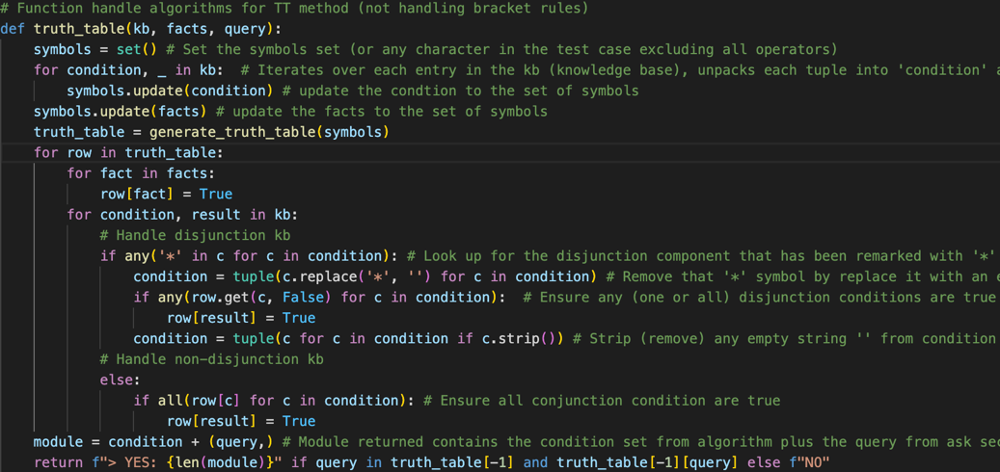 # Function handle algorithms for TT method (not handling bracket rules)
def truth_table(kb, facts, query):
    symbols = set() # Set the symbols set (or any character in the test case excluding all operators)
    for condition, _ in kb:  # Iterates over each entry in the kb (knowledge base), unpacks each tuple into 'condition'
        symbols.update(condition) # update the condtion to the set of symbols
    symbols.update(facts) # update the facts to the set of symbols
    truth_table = generate_truth_table(symbols)
    for row in truth_table:
        for fact in facts:
            row[fact] = True
        for condition, result in kb:
            # Handle disjunction kb
            if any('*' in c for c in condition): # Look up for the disjunction component that has been remarked with '*'
                condition = tuple(c.replace('*', '') for c in condition) # Remove that '*' symbol by replace it with an
                if any(row.get(c, False) for c in condition):  # Ensure any (one or all) disjunction conditions are true
                    row[result] = True
                condition = tuple(c for c in condition if c.strip()) # Strip (remove) any empty string '' from condition
            # Handle non-disjunction kb
            else:
                if all(row[c] for c in condition): # Ensure all conjunction condition are true
                    row[result] = True
    module = condition + (query,) # Module returned contains the condition set from algorithm plus the query from ask
    return f"> YES: {len(module)}" if query in truth_table[-1] and truth_table[-1][query] else f"NO"